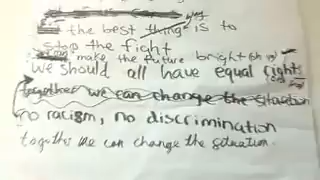 the best thing is to
stop the fight
make the future bright
we should all have equal rights
together we can change the situation
no racism, no discrimination
together we can change the situation.